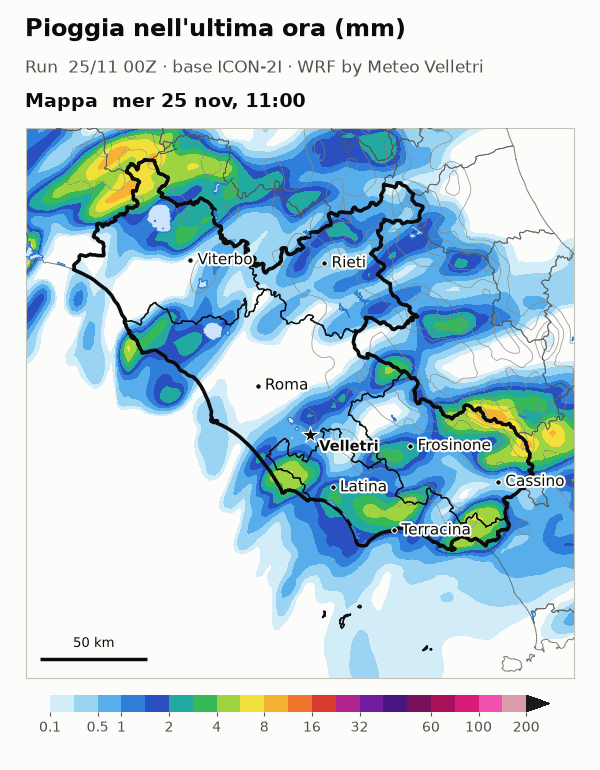 Pioggia nell'ultima ora (mm)
Run 25/11 00Z · base ICON-2I · WRF by Meteo Velletri
Mappa mer 25 nov, 11:00
Viterbo
Rieti
Roma
Velletri
Frosinone
Latina
Cassino
Terracina
50 km
0.1 0.5 1 2 4 8 16 32 60 100 200